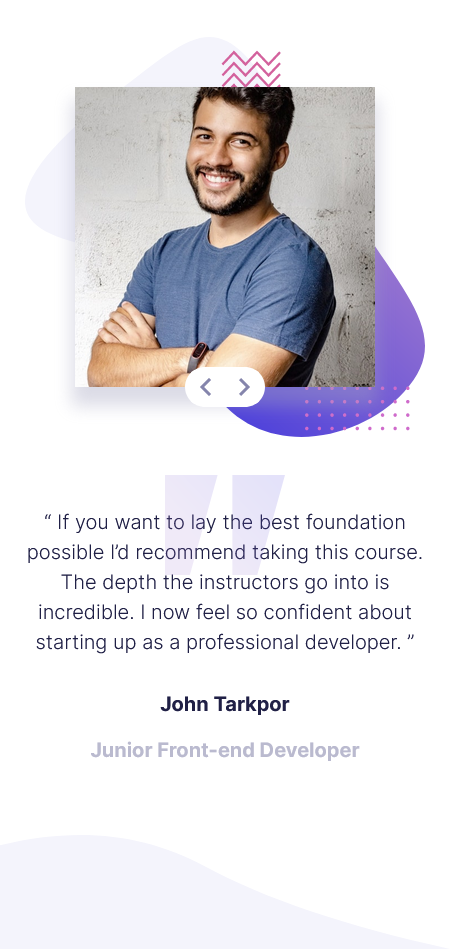 “ If you want to lay the best foundation
possible I’d recommend taking this course.
The depth the instructors go into is
incredible. I now feel so confident about
starting up as a professional developer. ”
John Tarkpor
Junior Front-end Developer